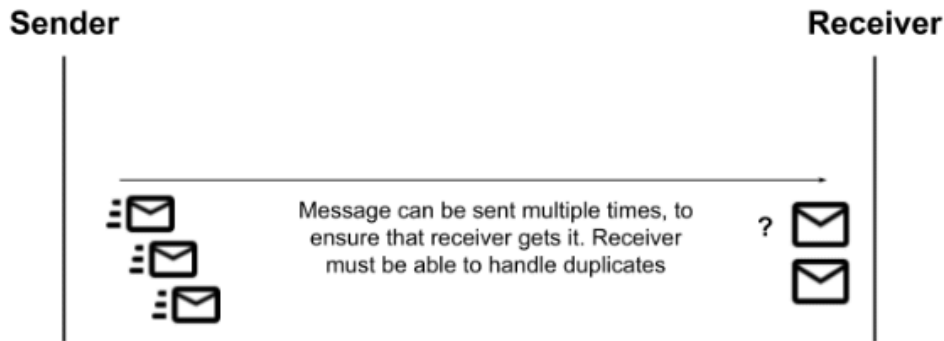 Sender
Receiver
Message can be sent multiple times, to
ensure that receiver gets it. Receiver
must be able to handle duplicates
?